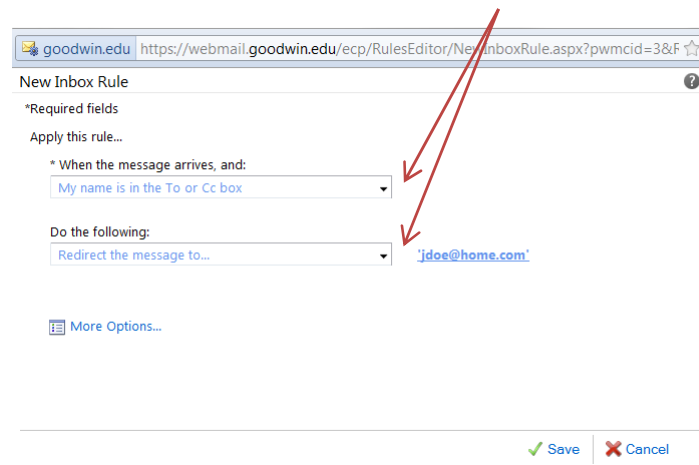 goodwin.edu https://webmail.goodwin.edu/ecp/RulesEditor/NewInboxRule.aspx?pwmcid=3&R
New Inbox Rule
*Required fields
Apply this rule...
* When the message arrives, and:
My name is in the To or Cc box
Do the following:
Redirect the message to... 'jdoe@home.com'
More Options...
Save Cancel